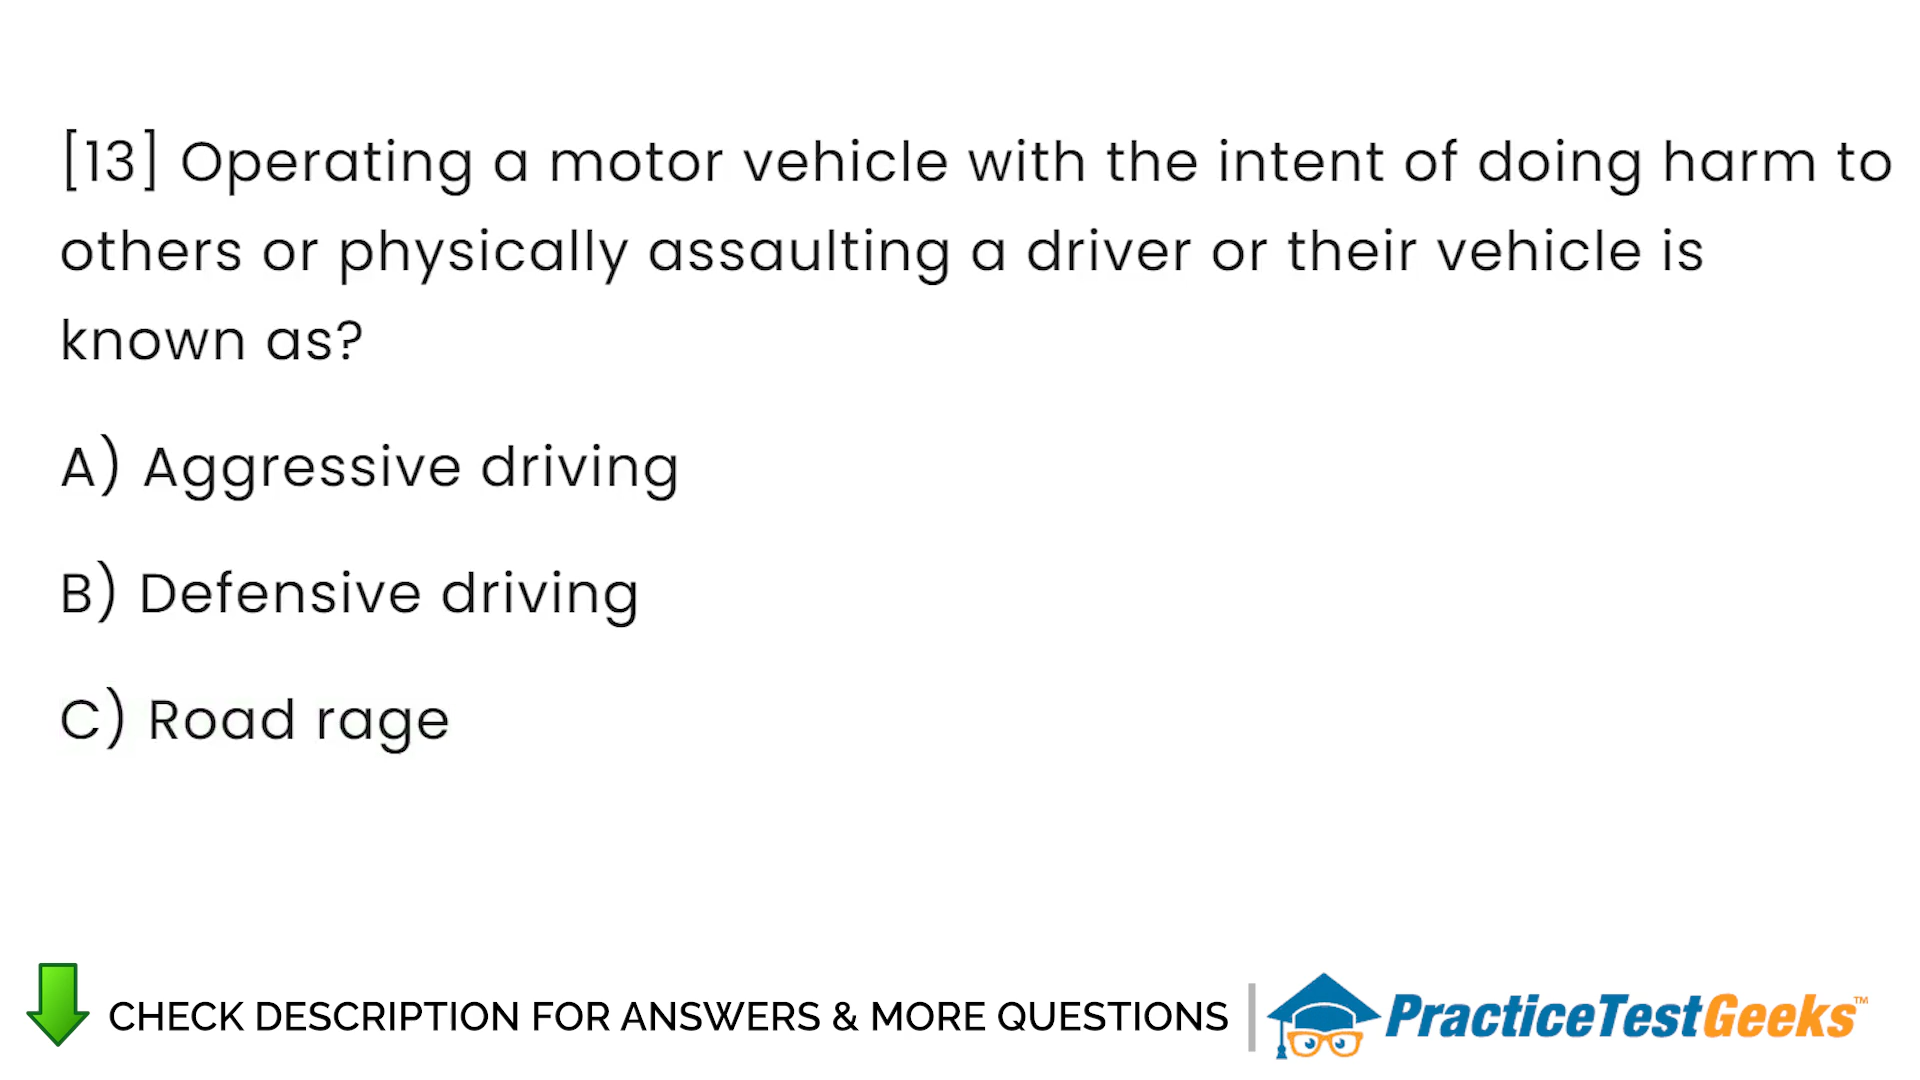 [13] Operating a motor vehicle with the intent of doing harm to
others or physically assaulting a driver or their vehicle is
known as?
A) Aggressive driving
B) Defensive driving
C) Road rage
CHECK DESCRIPTION FOR ANSWERS & MORE QUESTIONS
PracticeTestGeeks™